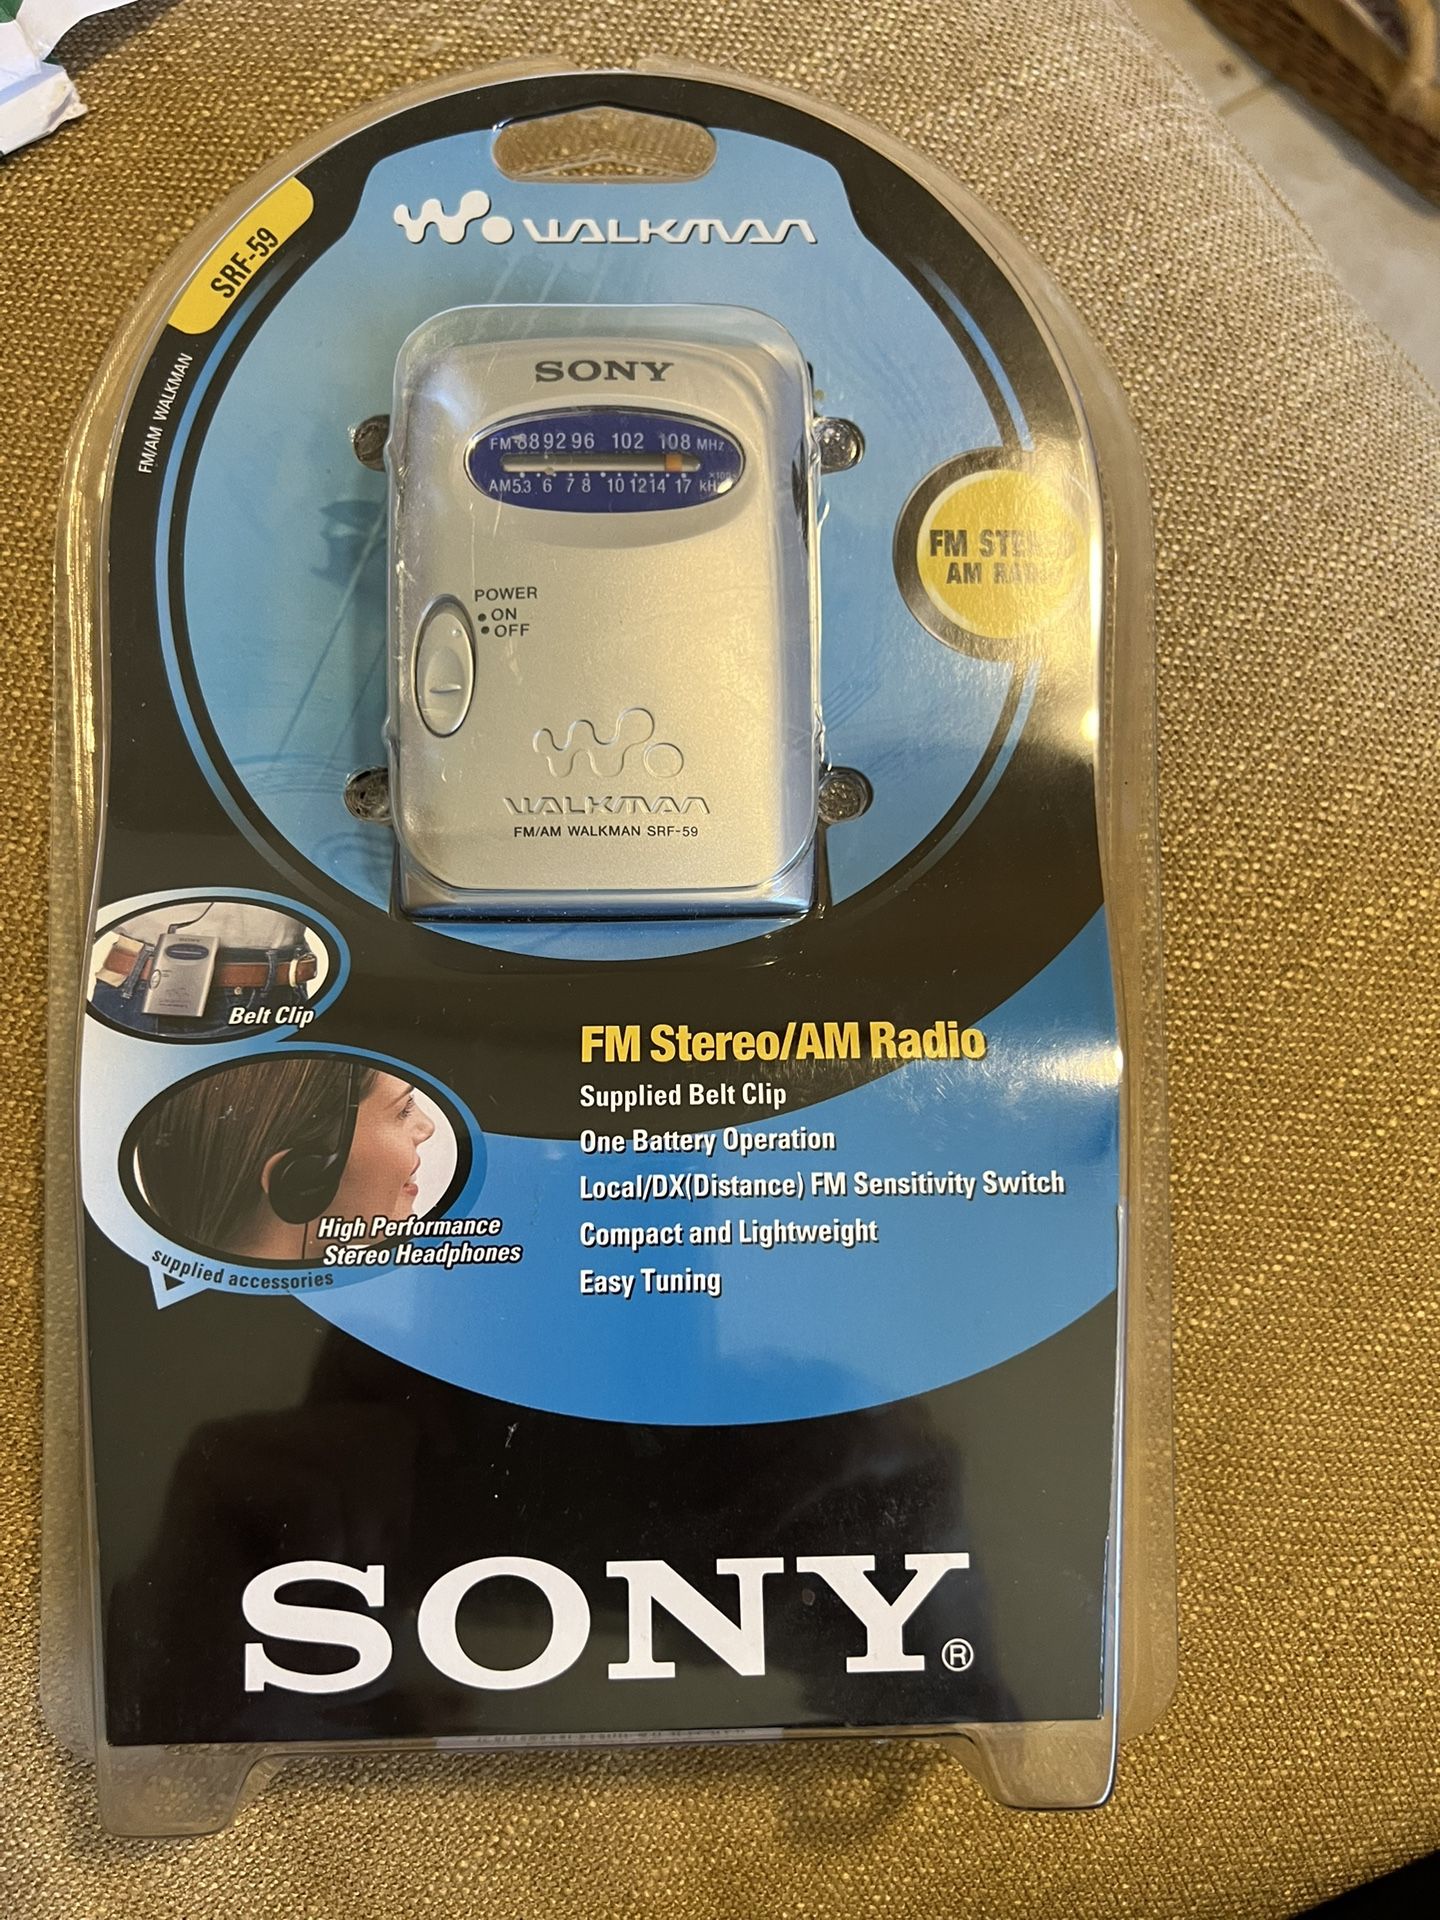 WALKMAN
SRF-59
FM/AM WALKMAN
SONY
FM 88 92 96 102 108 MHz
AM 5.3 6 7 8 10 12 14 17 kHz
FM STEREO
AM RADIO
POWER
ON
OFF
WALKMAN
FM/AM WALKMAN SRF-59
SONY
Belt Clip
FM Stereo/AM Radio
Supplied Belt Clip
One Battery Operation
Local/DX(Distance) FM Sensitivity Switch
Compact and Lightweight
Easy Tuning
High Performance
Stereo Headphones
supplied accessories
SONY®